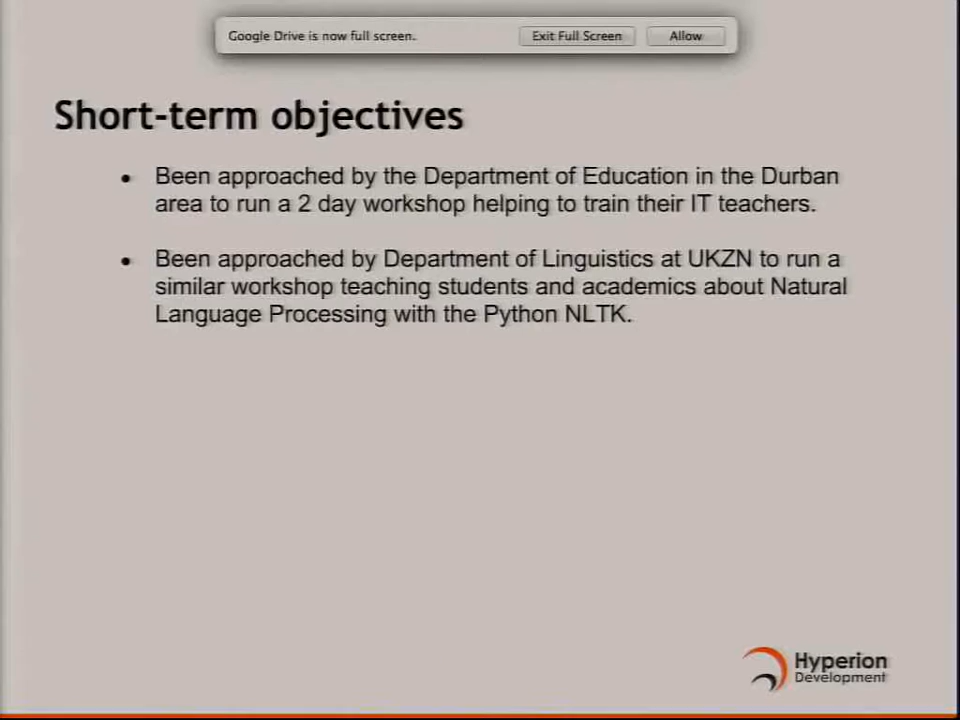 Google Drive is now full screen.
Exit Full Screen
Allow
Short-term objectives
• Been approached by the Department of Education in the Durban
area to run a 2 day workshop helping to train their IT teachers.
• Been approached by Department of Linguistics at UKZN to run a
similar workshop teaching students and academics about Natural
Language Processing with the Python NLTK.
Hyperion
Development